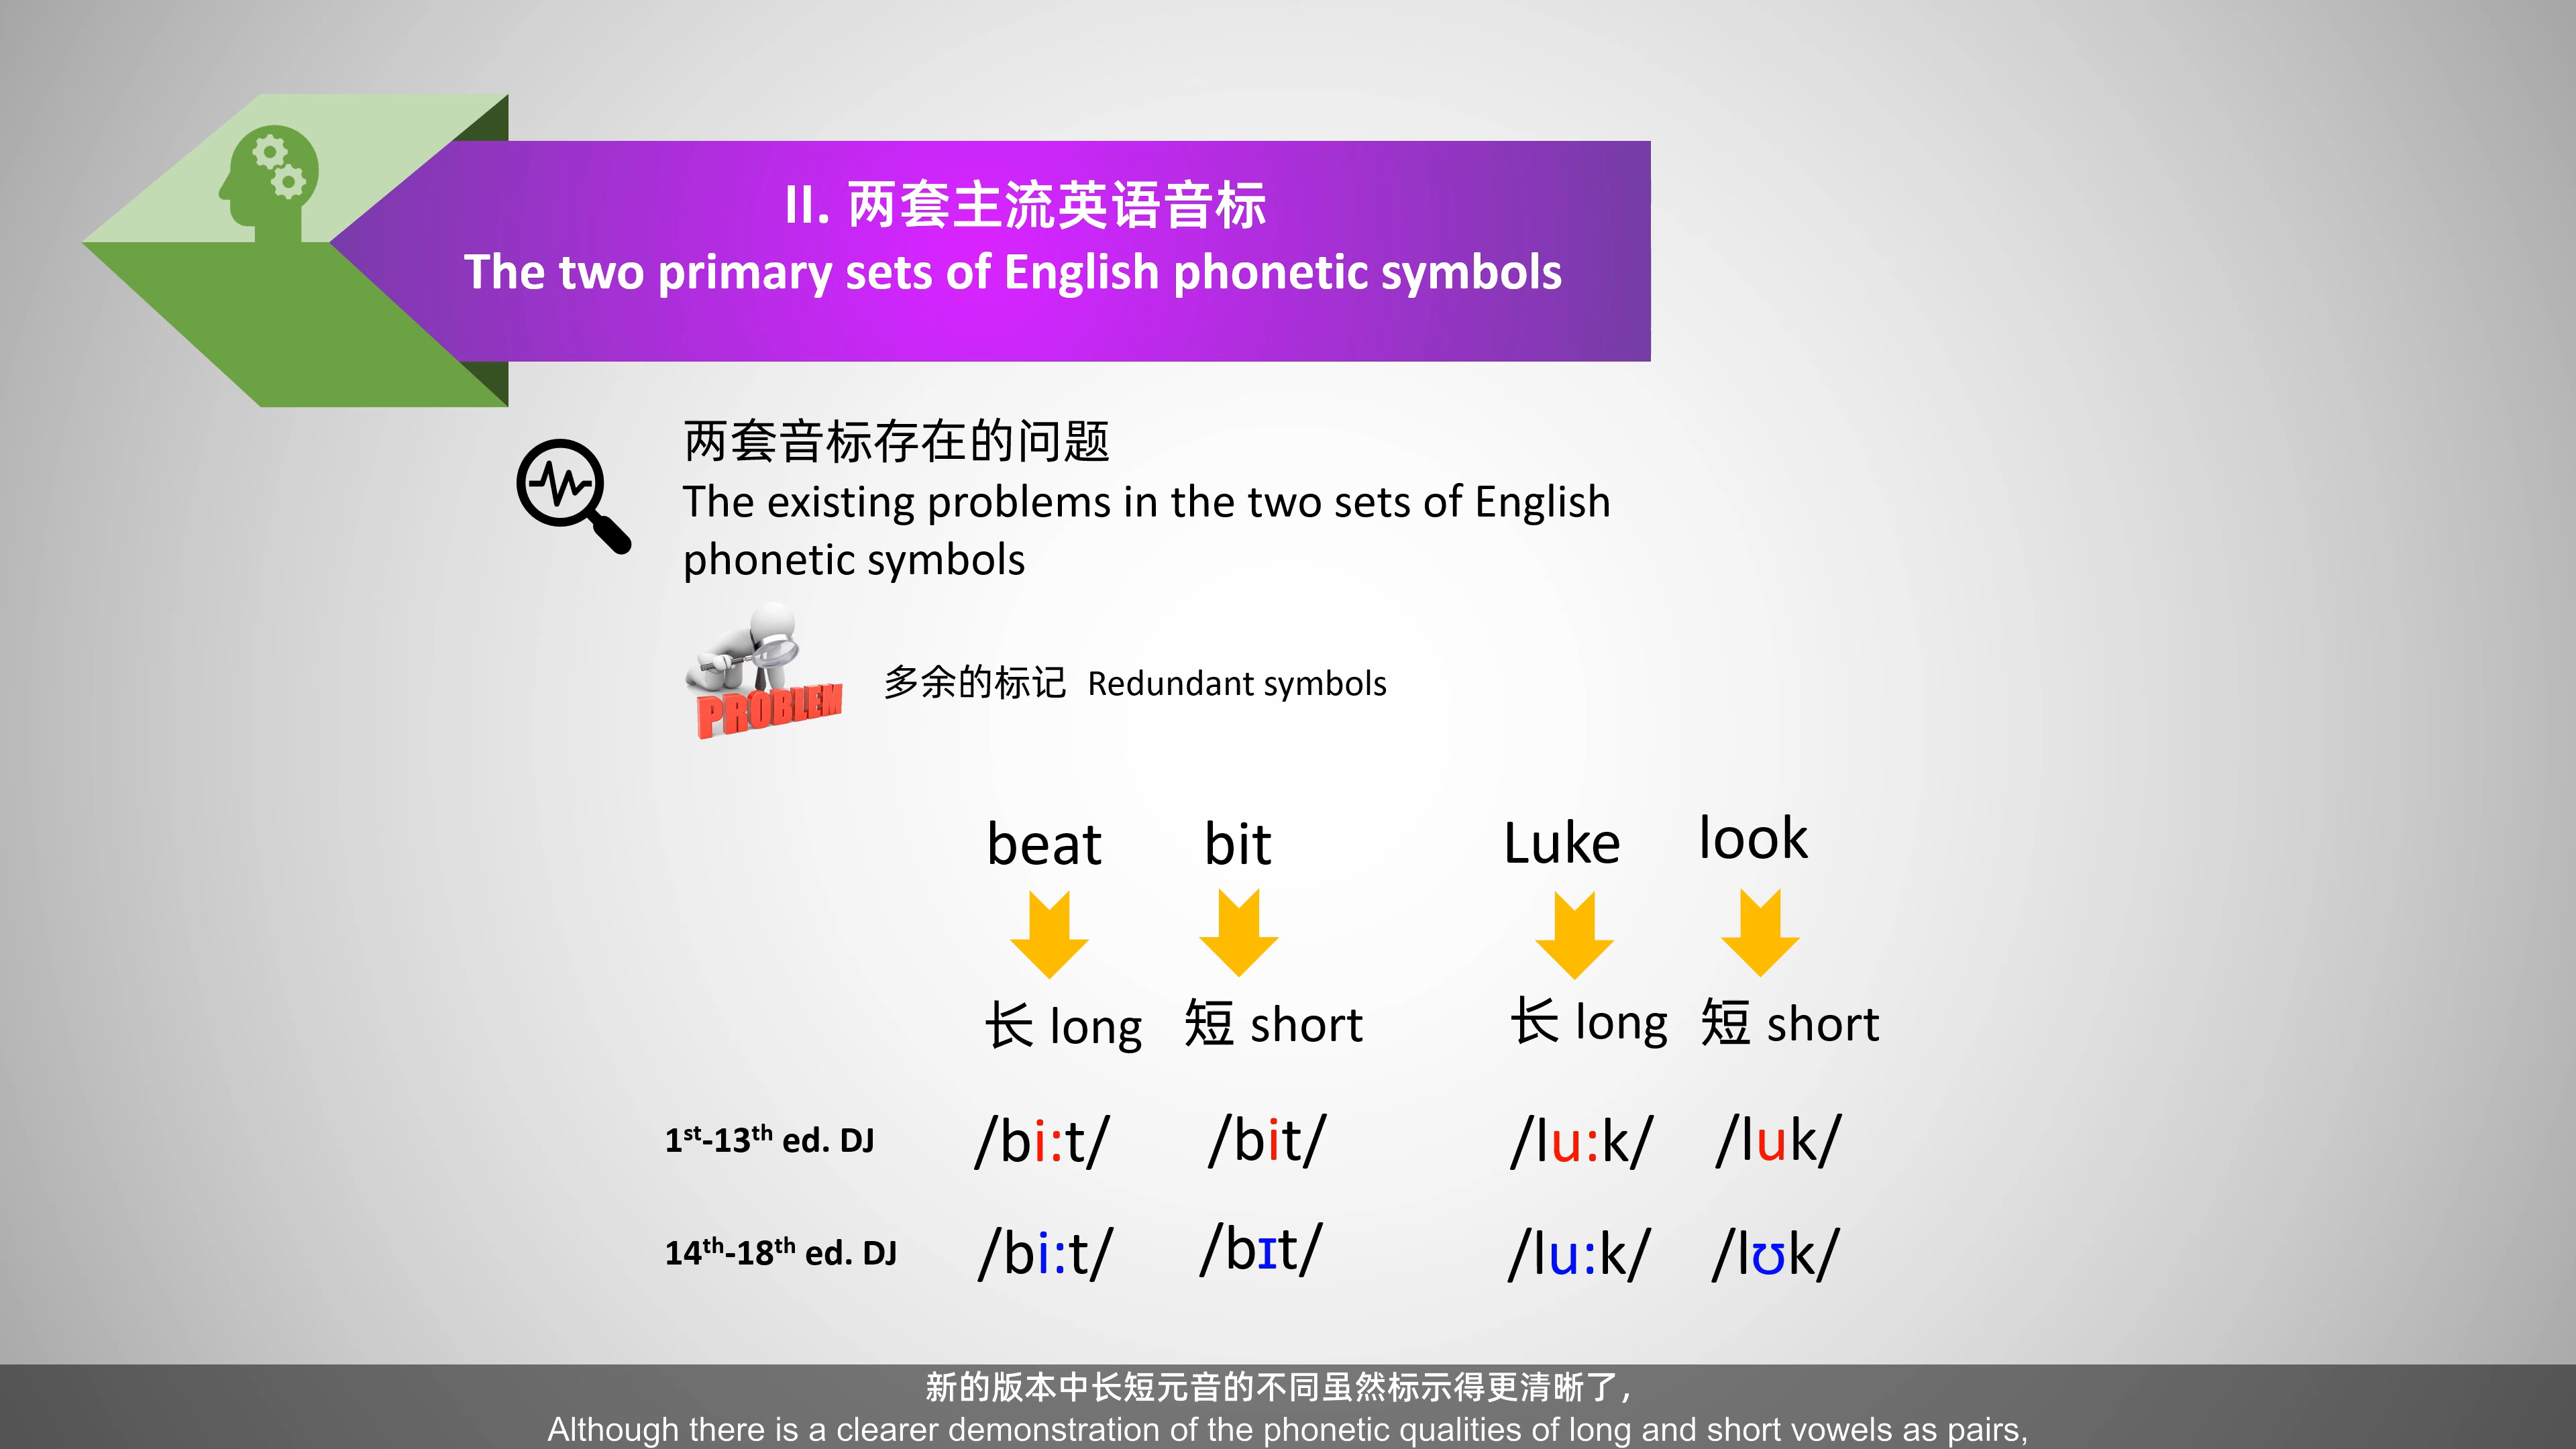 II. 两套主流英语音标
The two primary sets of English phonetic symbols
两套音标存在的问题
The existing problems in the two sets of English
phonetic symbols
PROBLEM
多余的标记 Redundant symbols
beat bit Luke look
长 long 短 short 长 long 短 short
1st-13th ed. DJ /bi:t/ /bit/ /lu:k/ /luk/
14th-18th ed. DJ /bi:t/ /bɪt/ /lu:k/ /lʊk/
新的版本中长短元音的不同虽然标示得更清晰了,
Although there is a clearer demonstration of the phonetic qualities of long and short vowels as pairs,